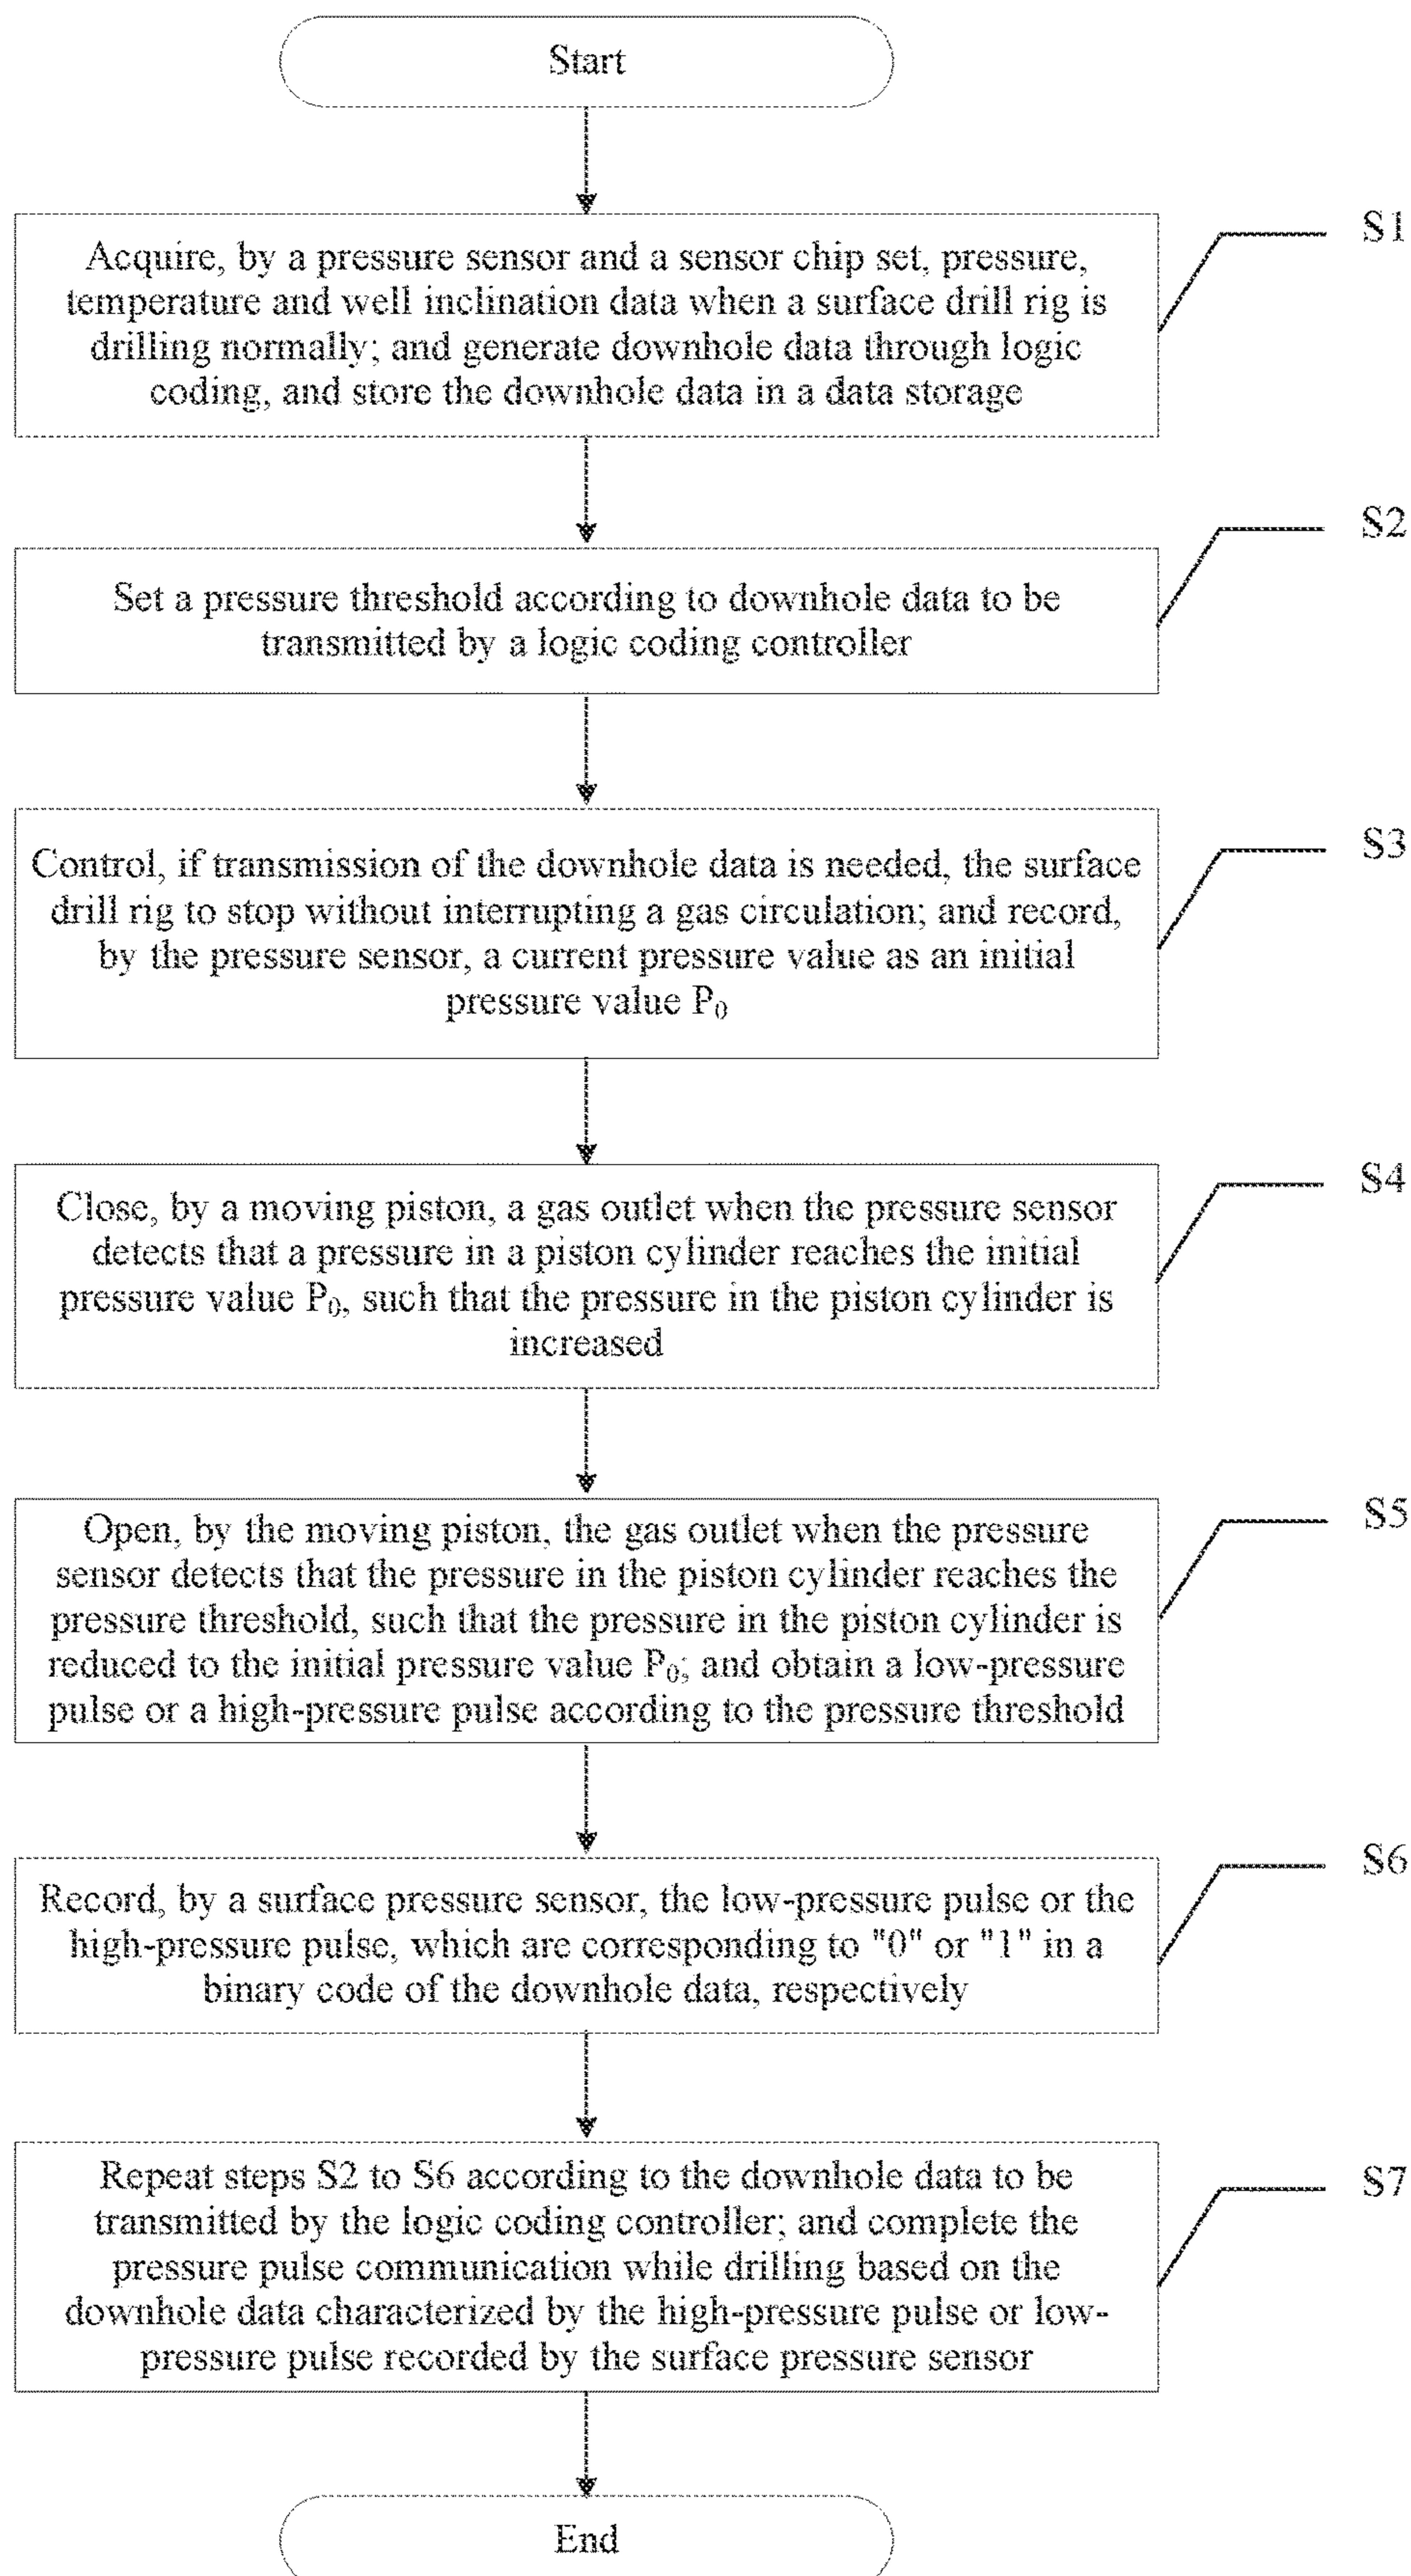 Start
S1
Acquire, by a pressure sensor and a sensor chip set, pressure,
temperature and well inclination data when a surface drill rig is
drilling normally; and generate downhole data through logic
coding, and store the downhole data in a data storage
S2
Set a pressure threshold according to downhole data to be
transmitted by a logic coding controller
S3
Control, if transmission of the downhole data is needed, the surface
drill rig to stop without interrupting a gas circulation; and record,
by the pressure sensor, a current pressure value as an initial
pressure value P₀
S4
Close, by a moving piston, a gas outlet when the pressure sensor
detects that a pressure in a piston cylinder reaches the initial
pressure value P₀, such that the pressure in the piston cylinder is
increased
S5
Open, by the moving piston, the gas outlet when the pressure
sensor detects that the pressure in the piston cylinder reaches the
pressure threshold, such that the pressure in the piston cylinder is
reduced to the initial pressure value P₀; and obtain a low-pressure
pulse or a high-pressure pulse according to the pressure threshold
S6
Record, by a surface pressure sensor, the low-pressure pulse or the
high-pressure pulse, which are corresponding to "0" or "1" in a
binary code of the downhole data, respectively
S7
Repeat steps S2 to S6 according to the downhole data to be
transmitted by the logic coding controller; and complete the
pressure pulse communication while drilling based on the
downhole data characterized by the high-pressure pulse or low-
pressure pulse recorded by the surface pressure sensor
End